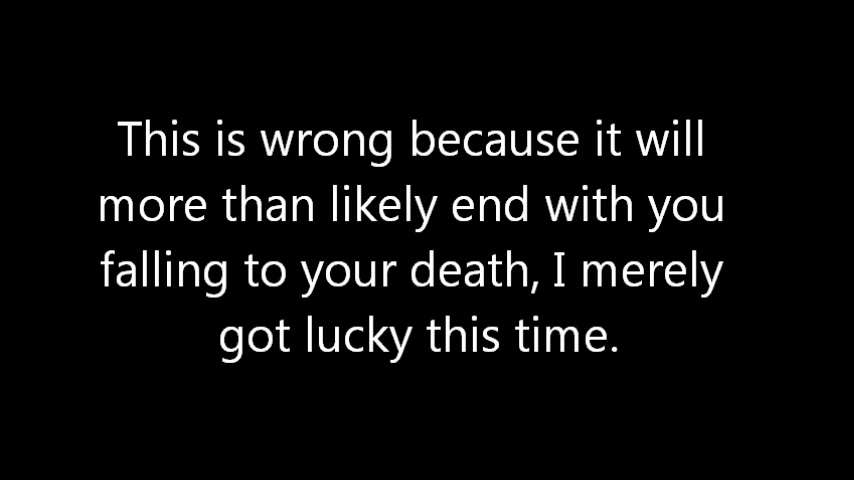 This is wrong because it will
more than likely end with you
falling to your death, I merely
got lucky this time.